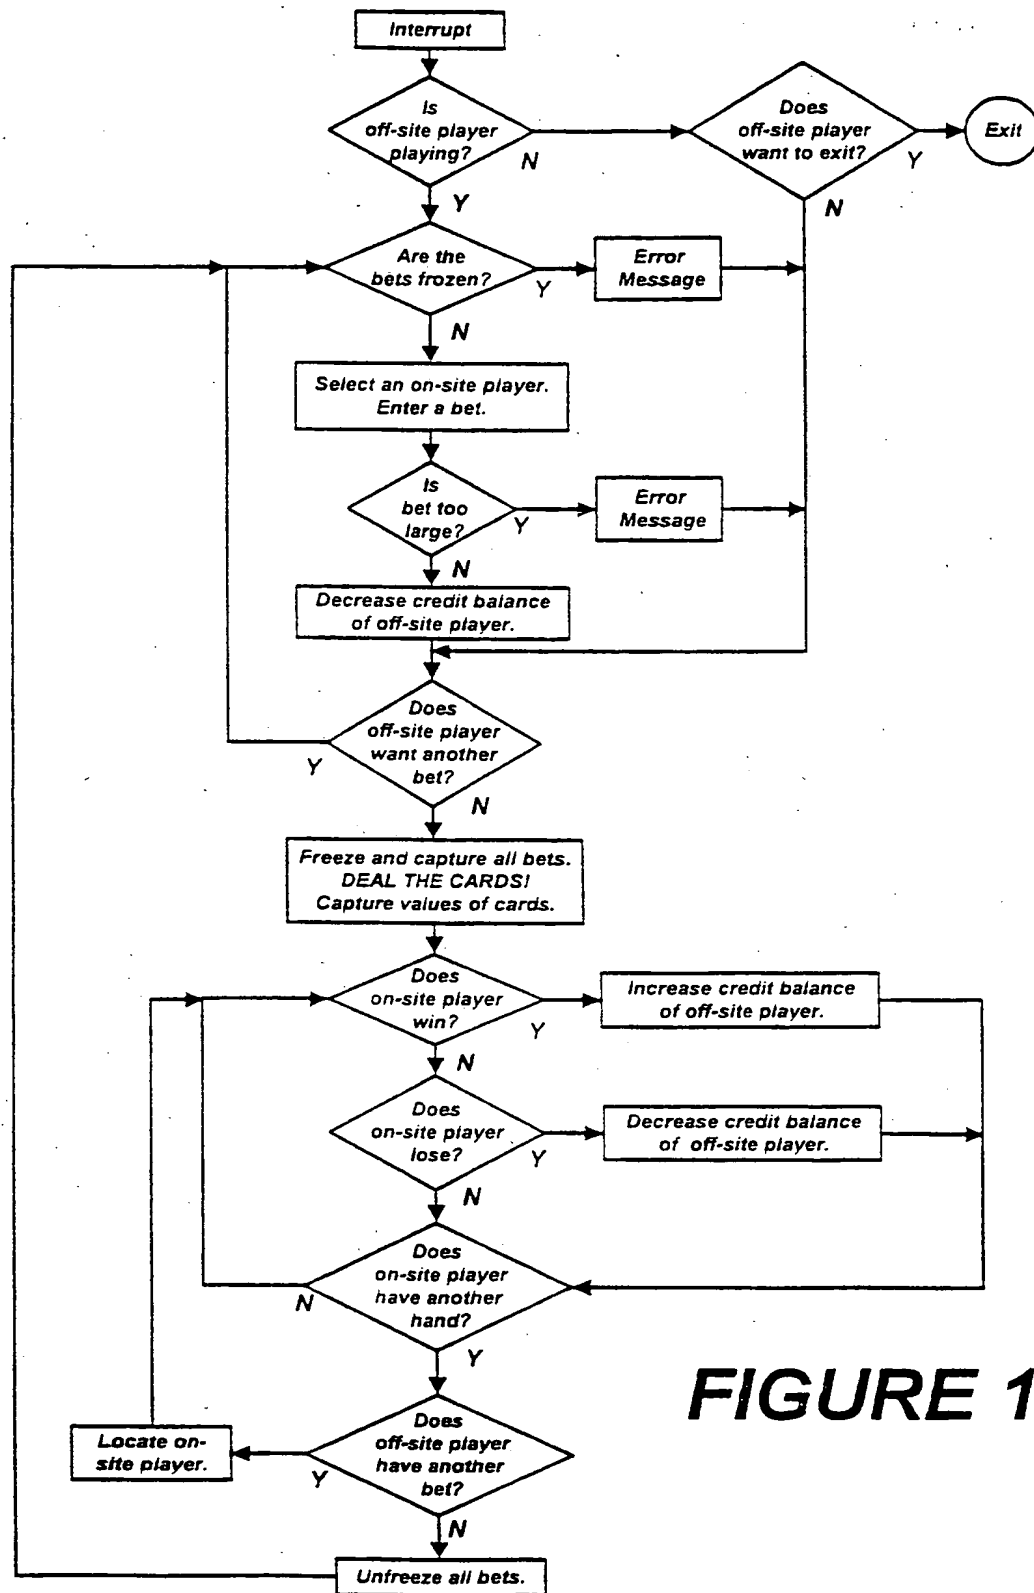 Interrupt
Is
off-site player
playing?
N
Y
Does
off-site player
want to exit?
Y
N
Exit
Are the
bets frozen?
Y
N
Error
Message
Select an on-site player.
Enter a bet.
Is
bet too
large?
Y
N
Error
Message
Decrease credit balance
of off-site player.
Does
off-site player
want another
bet?
Y
N
Freeze and capture all bets.
DEAL THE CARDS!
Capture values of cards.
Does
on-site player
win?
Y
N
Increase credit balance
of off-site player.
Does
on-site player
lose?
Y
N
Decrease credit balance
of off-site player.
Does
on-site player
have another
hand?
N
Y
Does
off-site player
have another
bet?
Y
N
Locate on-
site player.
Unfreeze all bets.
FIGURE 1